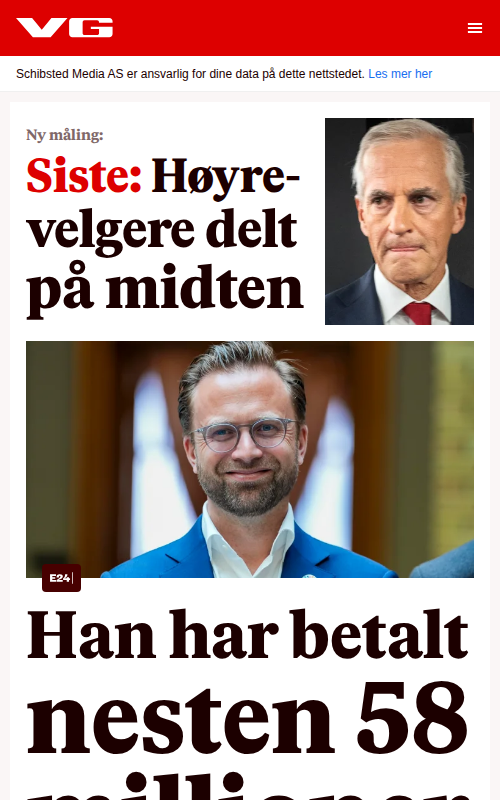 VG
Schibsted Media AS er ansvarlig for dine data på dette nettstedet. Les mer her
Ny måling:
Siste: Høyre-
velgere delt
på midten
E24
Han har betalt
nesten 58
millioner